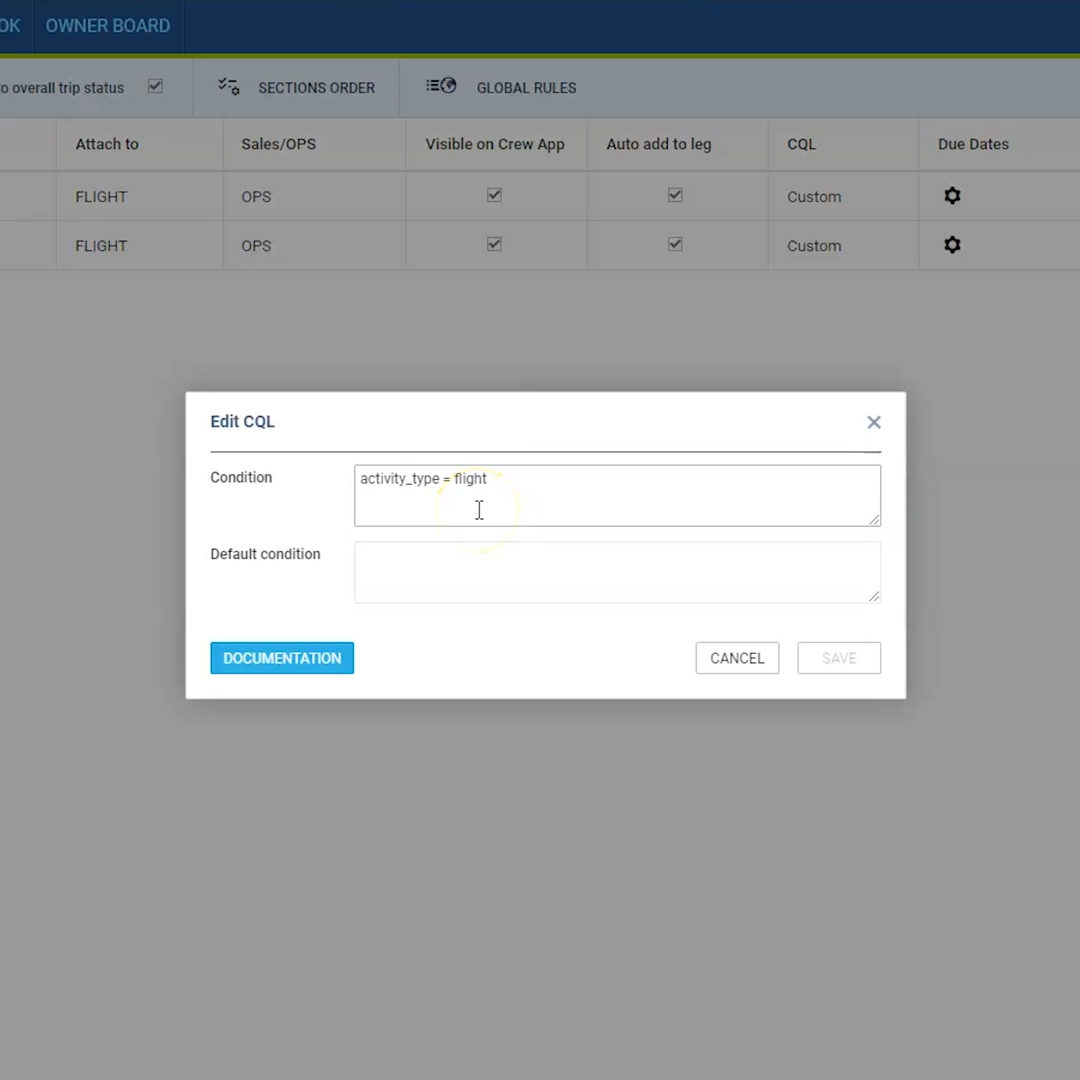 OK OWNER BOARD
o overall trip status SECTIONS ORDER GLOBAL RULES
Attach to Sales/OPS Visible on Crew App Auto add to leg CQL Due Dates
FLIGHT OPS Custom
FLIGHT OPS Custom
Edit CQL
Condition activity_type = flight
Default condition
DOCUMENTATION CANCEL SAVE